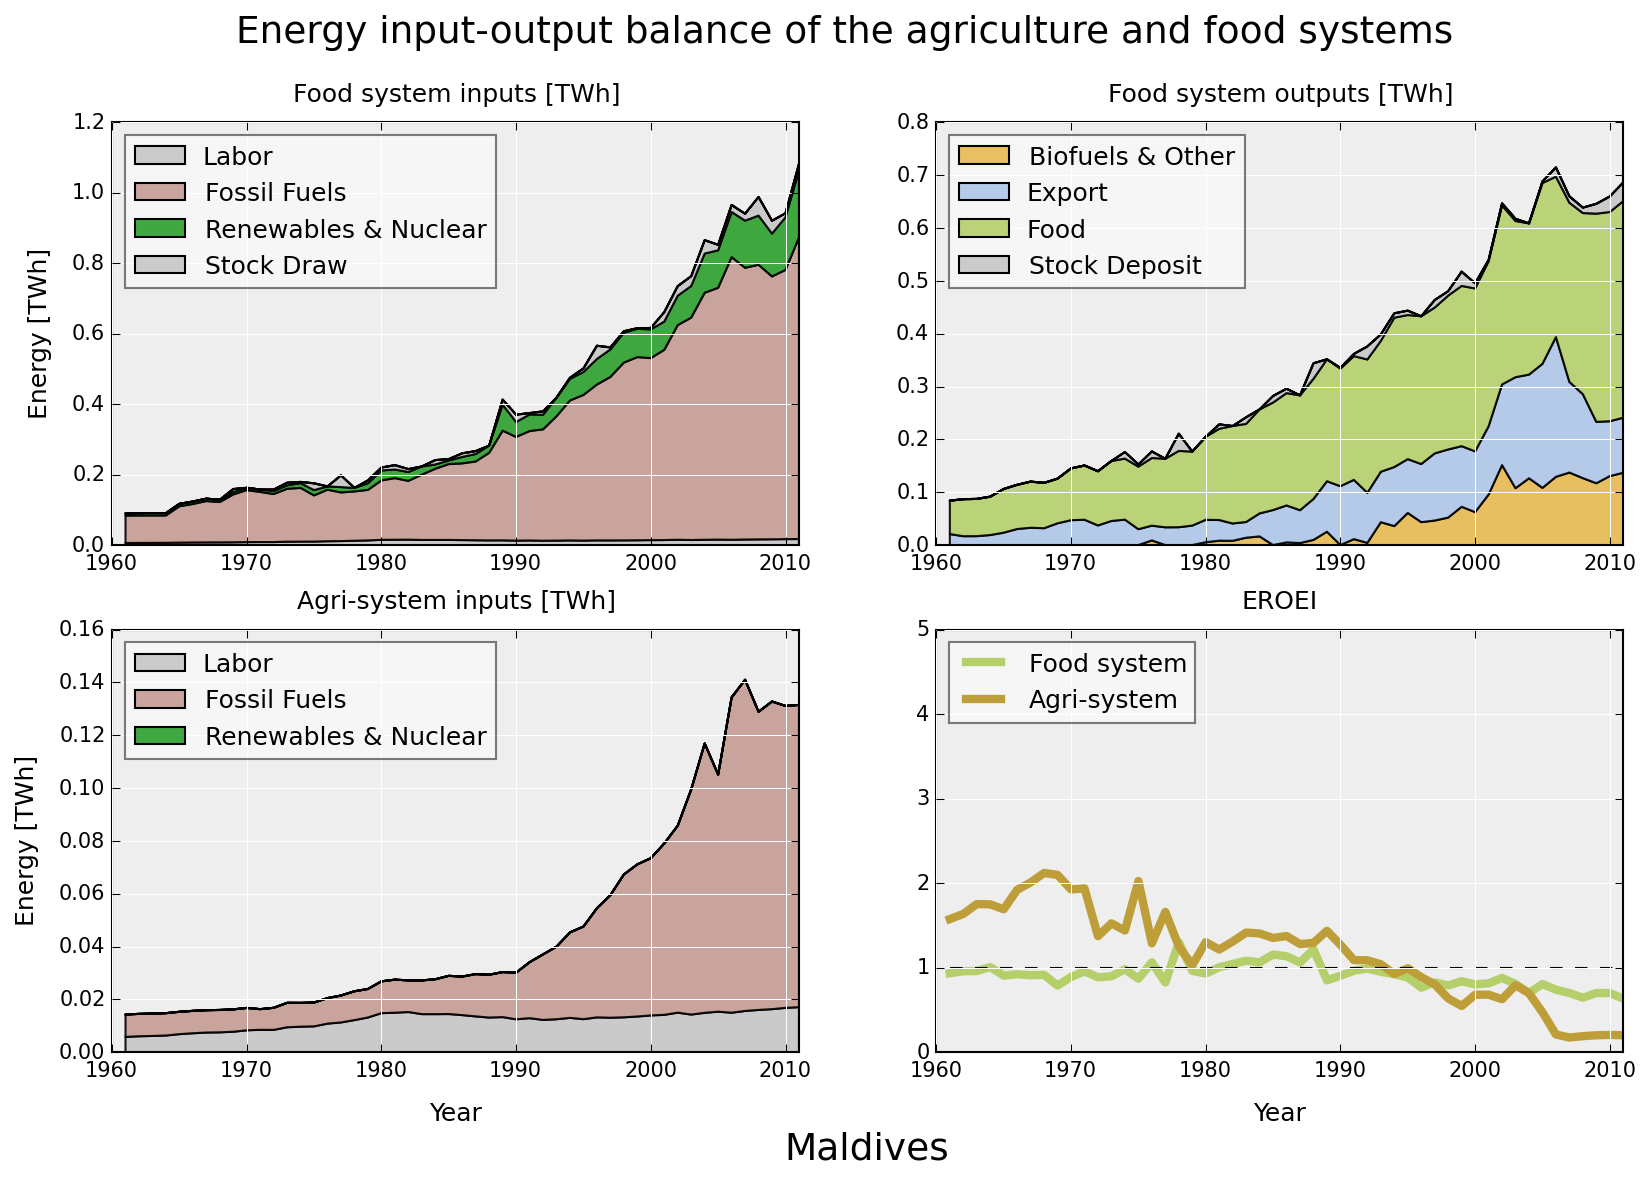 Energy input-output balance of the agriculture and food systems
Food system inputs [TWh]
Energy [TWh]
1.2
1.0
0.8
0.6
0.4
0.2
0.0
Labor
Fossil Fuels
Renewables & Nuclear
Stock Draw
1960 1970 1980 1990 2000 2010
Food system outputs [TWh]
0.8
0.7
0.6
0.5
0.4
0.3
0.2
0.1
0.0
Biofuels & Other
Export
Food
Stock Deposit
1960 1970 1980 1990 2000 2010
Agri-system inputs [TWh]
Energy [TWh]
0.16
0.14
0.12
0.10
0.08
0.06
0.04
0.02
0.00
Labor
Fossil Fuels
Renewables & Nuclear
1960 1970 1980 1990 2000 2010
Year
EROEI
5
4
3
2
1
0
Food system
Agri-system
1960 1970 1980 1990 2000 2010
Year
Maldives